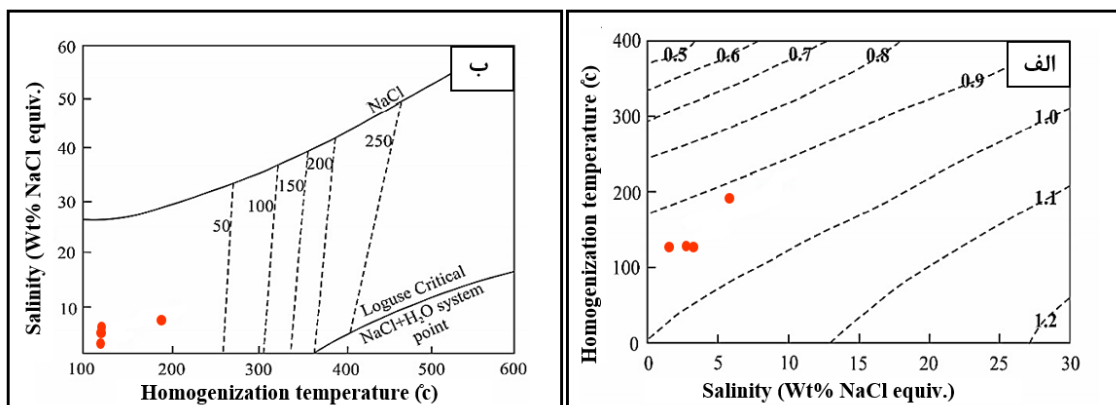 ب
60
50
40
30
20
10
Salinity (Wt% NaCl equiv.)
NaCl
250
200
150
100
50
Loguse Critical
NaCl+H₂O system
point
100 200 300 400 500 600
Homogenization temperature (c̊)
الف
400
300
200
100
0
Homogenization temperature (c̊)
0.5 0.6 0.7 0.8
0.9
1.0
1.1
1.2
0 5 10 15 20 25 30
Salinity (Wt% NaCl equiv.)